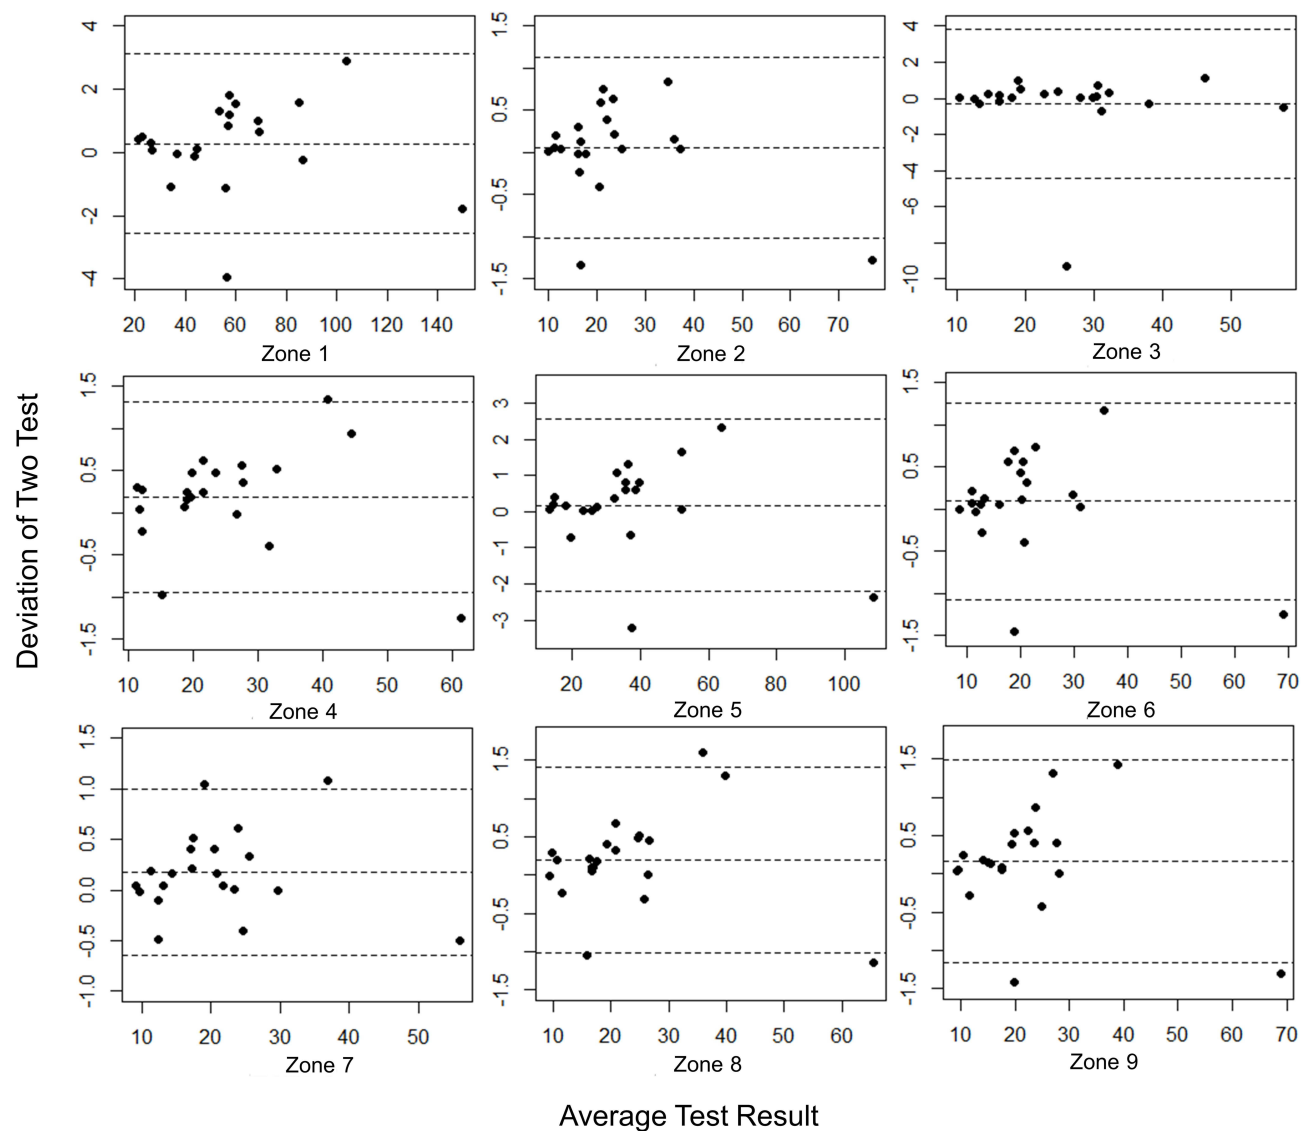 Deviation of Two Test
4
2
0
-2
-4
20 40 60 80 100 120 140
Zone 1
1.5
0.5
-0.5
-1.5
10 20 30 40 50 60 70
Zone 2
4
2
0
-2
-4
-6
-10
10 20 30 40 50
Zone 3
1.5
0.5
-0.5
-1.5
10 20 30 40 50 60
Zone 4
3
2
1
0
-1
-2
-3
20 40 60 80 100
Zone 5
1.5
0.5
-0.5
-1.5
10 20 30 40 50 60 70
Zone 6
1.5
1.0
0.5
0.0
-0.5
-1.0
10 20 30 40 50
Zone 7
1.5
0.5
-0.5
-1.5
10 20 30 40 50 60
Zone 8
1.5
0.5
-0.5
-1.5
10 20 30 40 50 60 70
Zone 9
Average Test Result